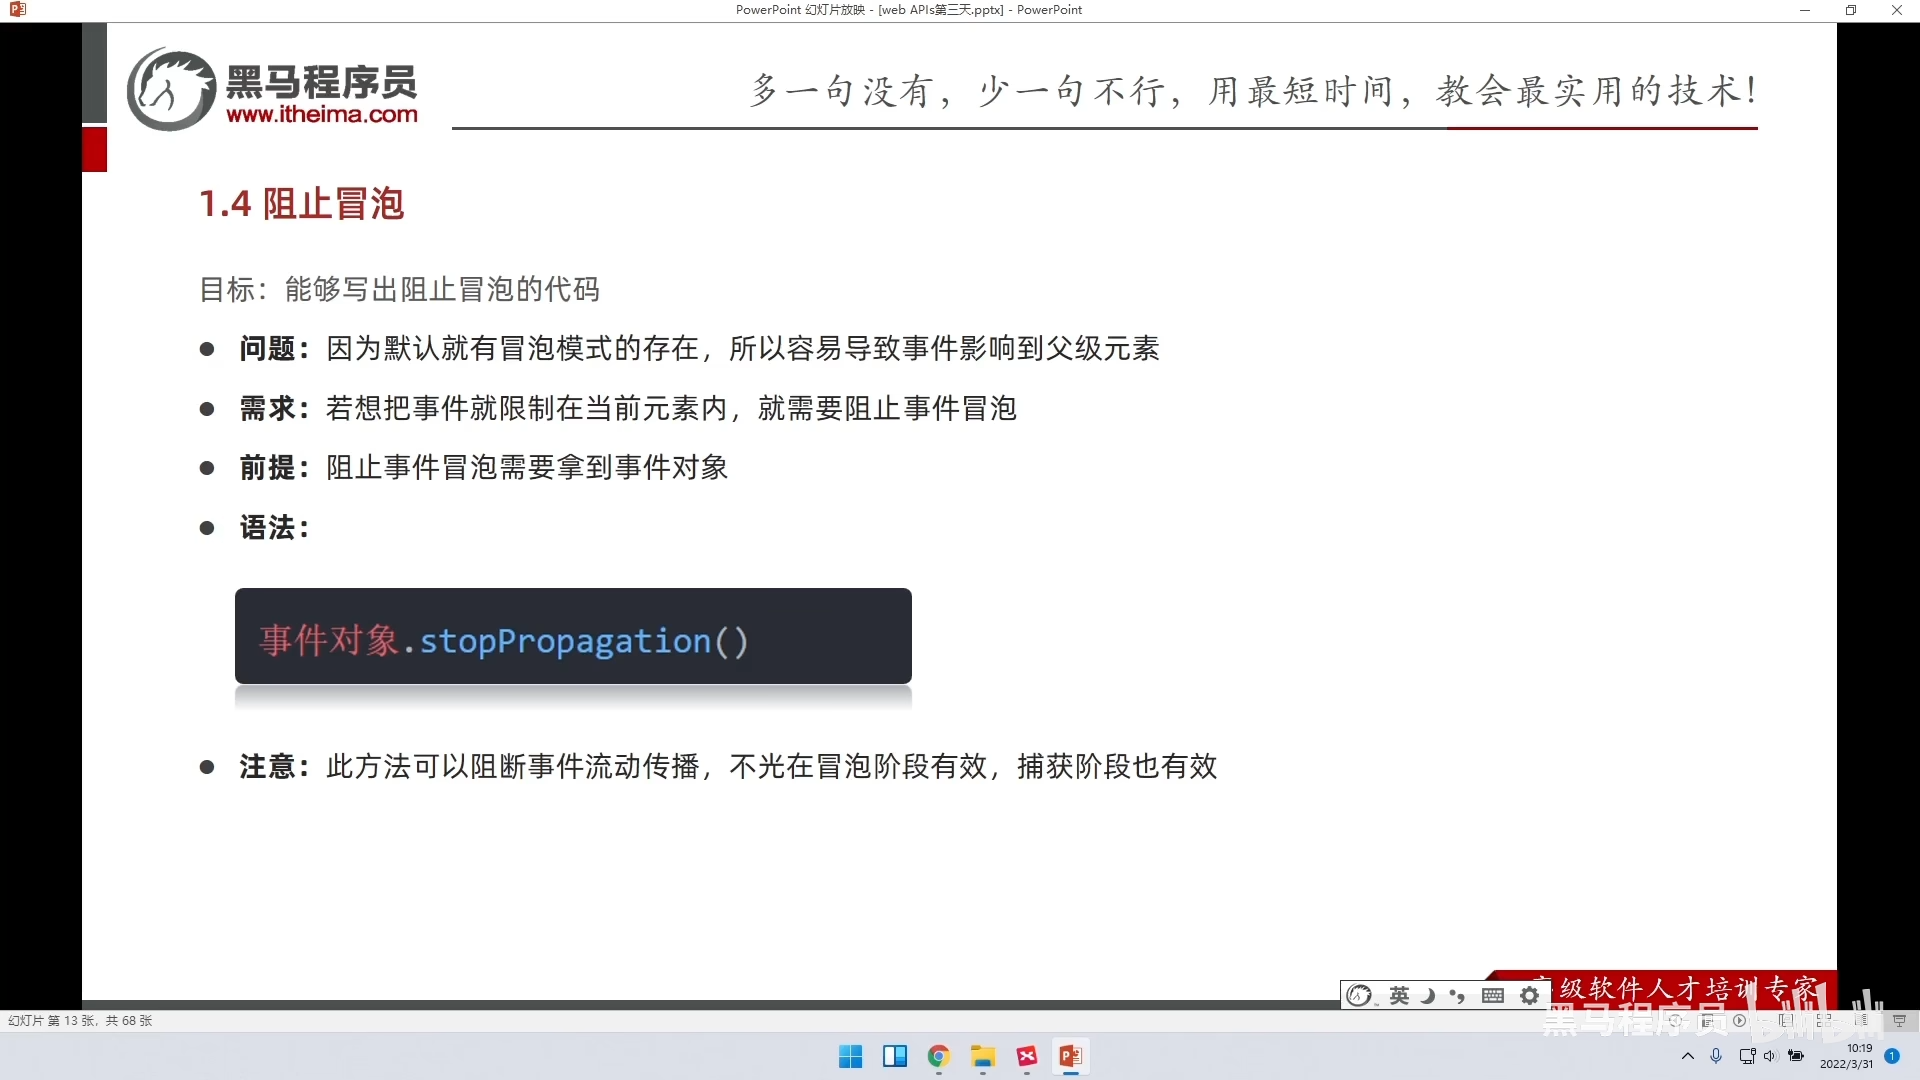 PowerPoint 幻灯片放映 - [web APIs第三天.pptx] - PowerPoint
黑马程序员
www.itheima.com
多一句没有，少一句不行，用最短时间，教会最实用的技术！
1.4 阻止冒泡
目标：能够写出阻止冒泡的代码
● 问题：因为默认就有冒泡模式的存在，所以容易导致事件影响到父级元素
● 需求：若想把事件就限制在当前元素内，就需要阻止事件冒泡
● 前提：阻止事件冒泡需要拿到事件对象
● 语法：
事件对象.stopPropagation()
● 注意：此方法可以阻断事件流动传播，不光在冒泡阶段有效，捕获阶段也有效
级软件人才培训专家
英
黑马程序员
幻灯片 第 13 张，共 68 张
10:19
2022/3/31
1